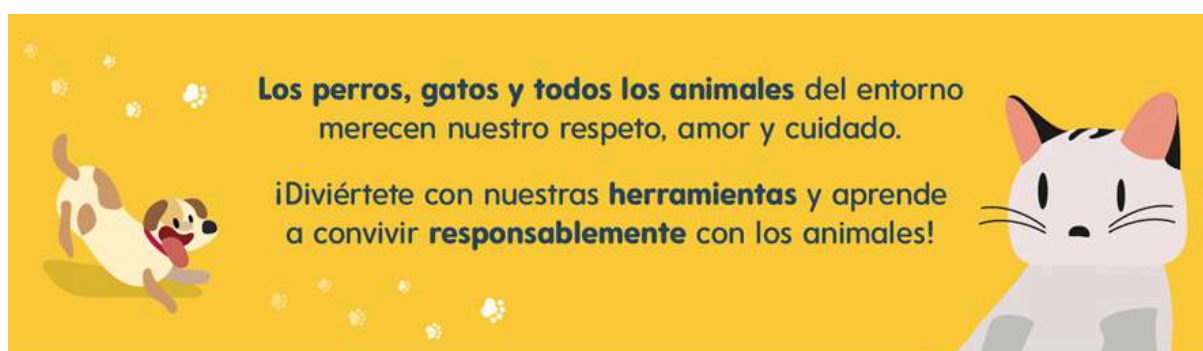 Los perros, gatos y todos los animales del entorno
merecen nuestro respeto, amor y cuidado.
¡Diviértete con nuestras herramientas y aprende
a convivir responsablemente con los animales!